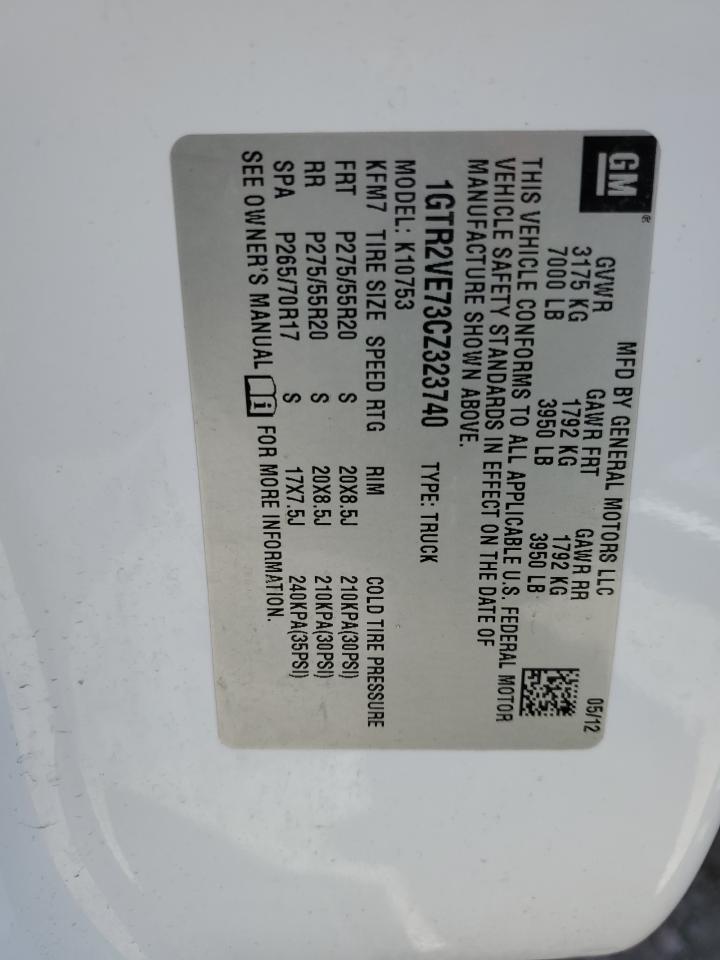 GM®
MFD BY GENERAL MOTORS LLC 05/12
GVWR GAWR FRT GAWR RR
3175 KG 1792 KG 1792 KG
7000 LB 3950 LB 3950 LB
THIS VEHICLE CONFORMS TO ALL APPLICABLE U.S. FEDERAL MOTOR
VEHICLE SAFETY STANDARDS IN EFFECT ON THE DATE OF
MANUFACTURE SHOWN ABOVE.
1GTR2VE73CZ323740 TYPE: TRUCK
MODEL: K10753
KFM7 TIRE SIZE SPEED RTG RIM COLD TIRE PRESSURE
FRT P275/55R20 S 20X8.5J 210KPA(30PSI)
RR P275/55R20 S 20X8.5J 210KPA(30PSI)
SPA P265/70R17 S 17X7.5J 240KPA(35PSI)
SEE OWNER'S MANUAL i FOR MORE INFORMATION.